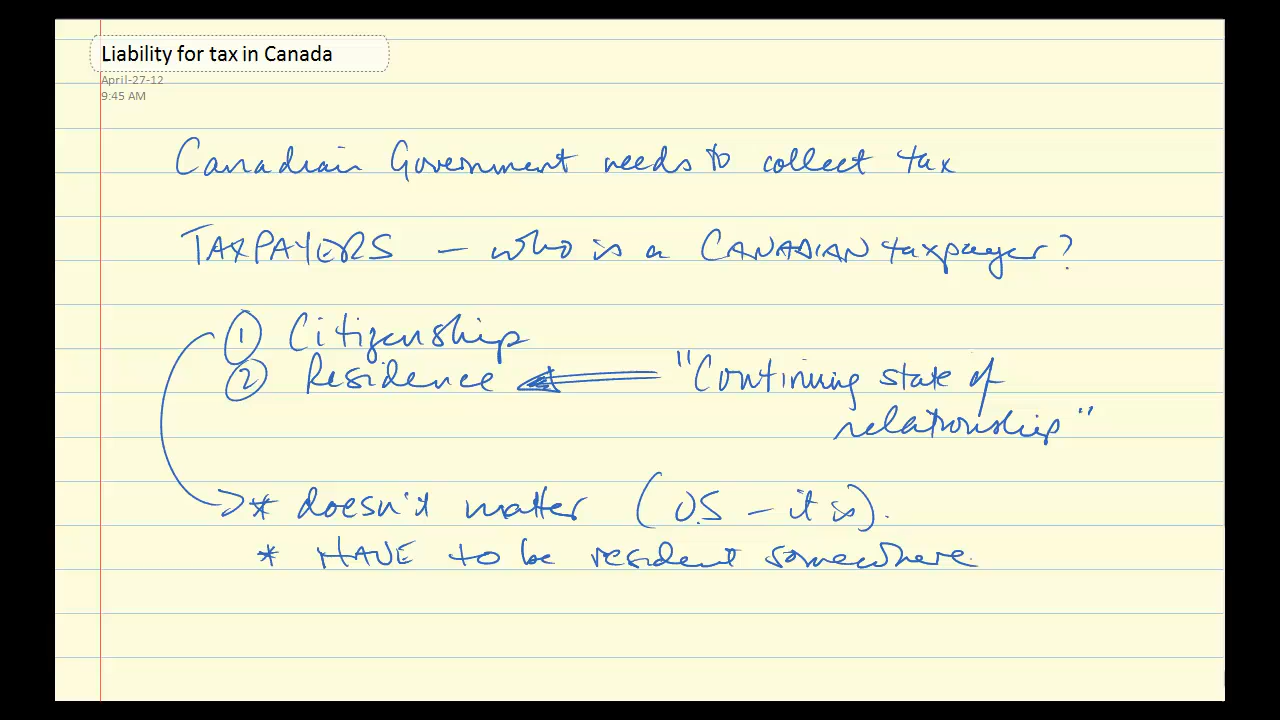 Liability for tax in Canada
April-27-12
9:45 AM
Canadian Government needs to collect tax
TAXPAYERS - who is a CANADIAN taxpayer?
① Citizenship
② Residence "Continuing state of
relationship"
* doesn't matter (U.S - it is).
* HAVE to be resident somewhere.